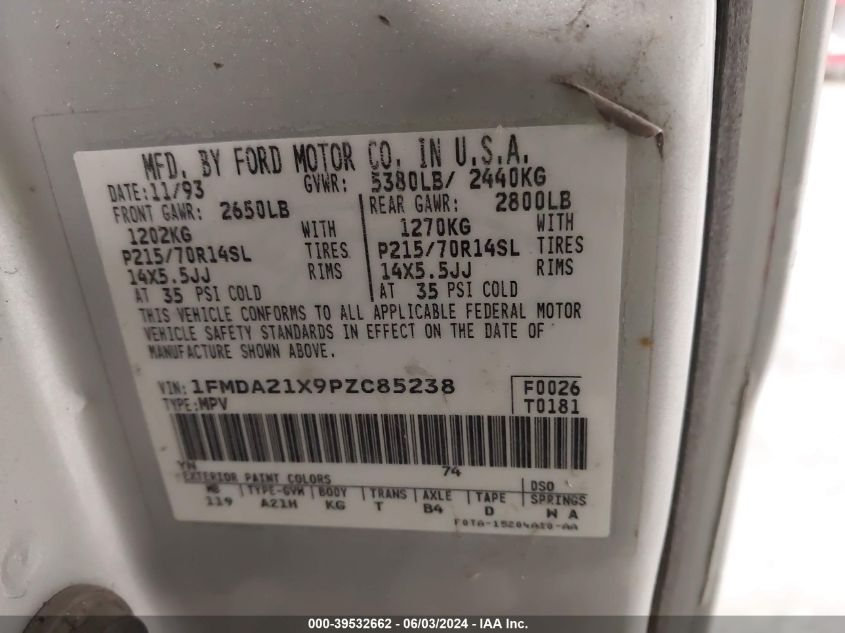 MFD. BY FORD MOTOR CO. IN U.S.A.
DATE: 11/93 GVWR: 5380LB/ 2440KG
FRONT GAWR: 2650LB REAR GAWR: 2800LB
1202KG WITH 1270KG WITH
P215/70R14SL TIRES P215/70R14SL TIRES
14X5.5JJ RIMS 14X5.5JJ RIMS
AT 35 PSI COLD AT 35 PSI COLD
THIS VEHICLE CONFORMS TO ALL APPLICABLE FEDERAL MOTOR
VEHICLE SAFETY STANDARDS IN EFFECT ON THE DATE OF
MANUFACTURE SHOWN ABOVE.
VIN: 1FMDA21X9PZC85238 F0026
TYPE: MPV T0181
YN 74
EXTERIOR PAINT COLORS DSO
WB TYPE-GVW BODY TRANS AXLE TAPE SPRINGS
119 A21H KG T B4 D W A
F0TA-15204A10-AA
000-39532662 - 06/03/2024 - IAA Inc.